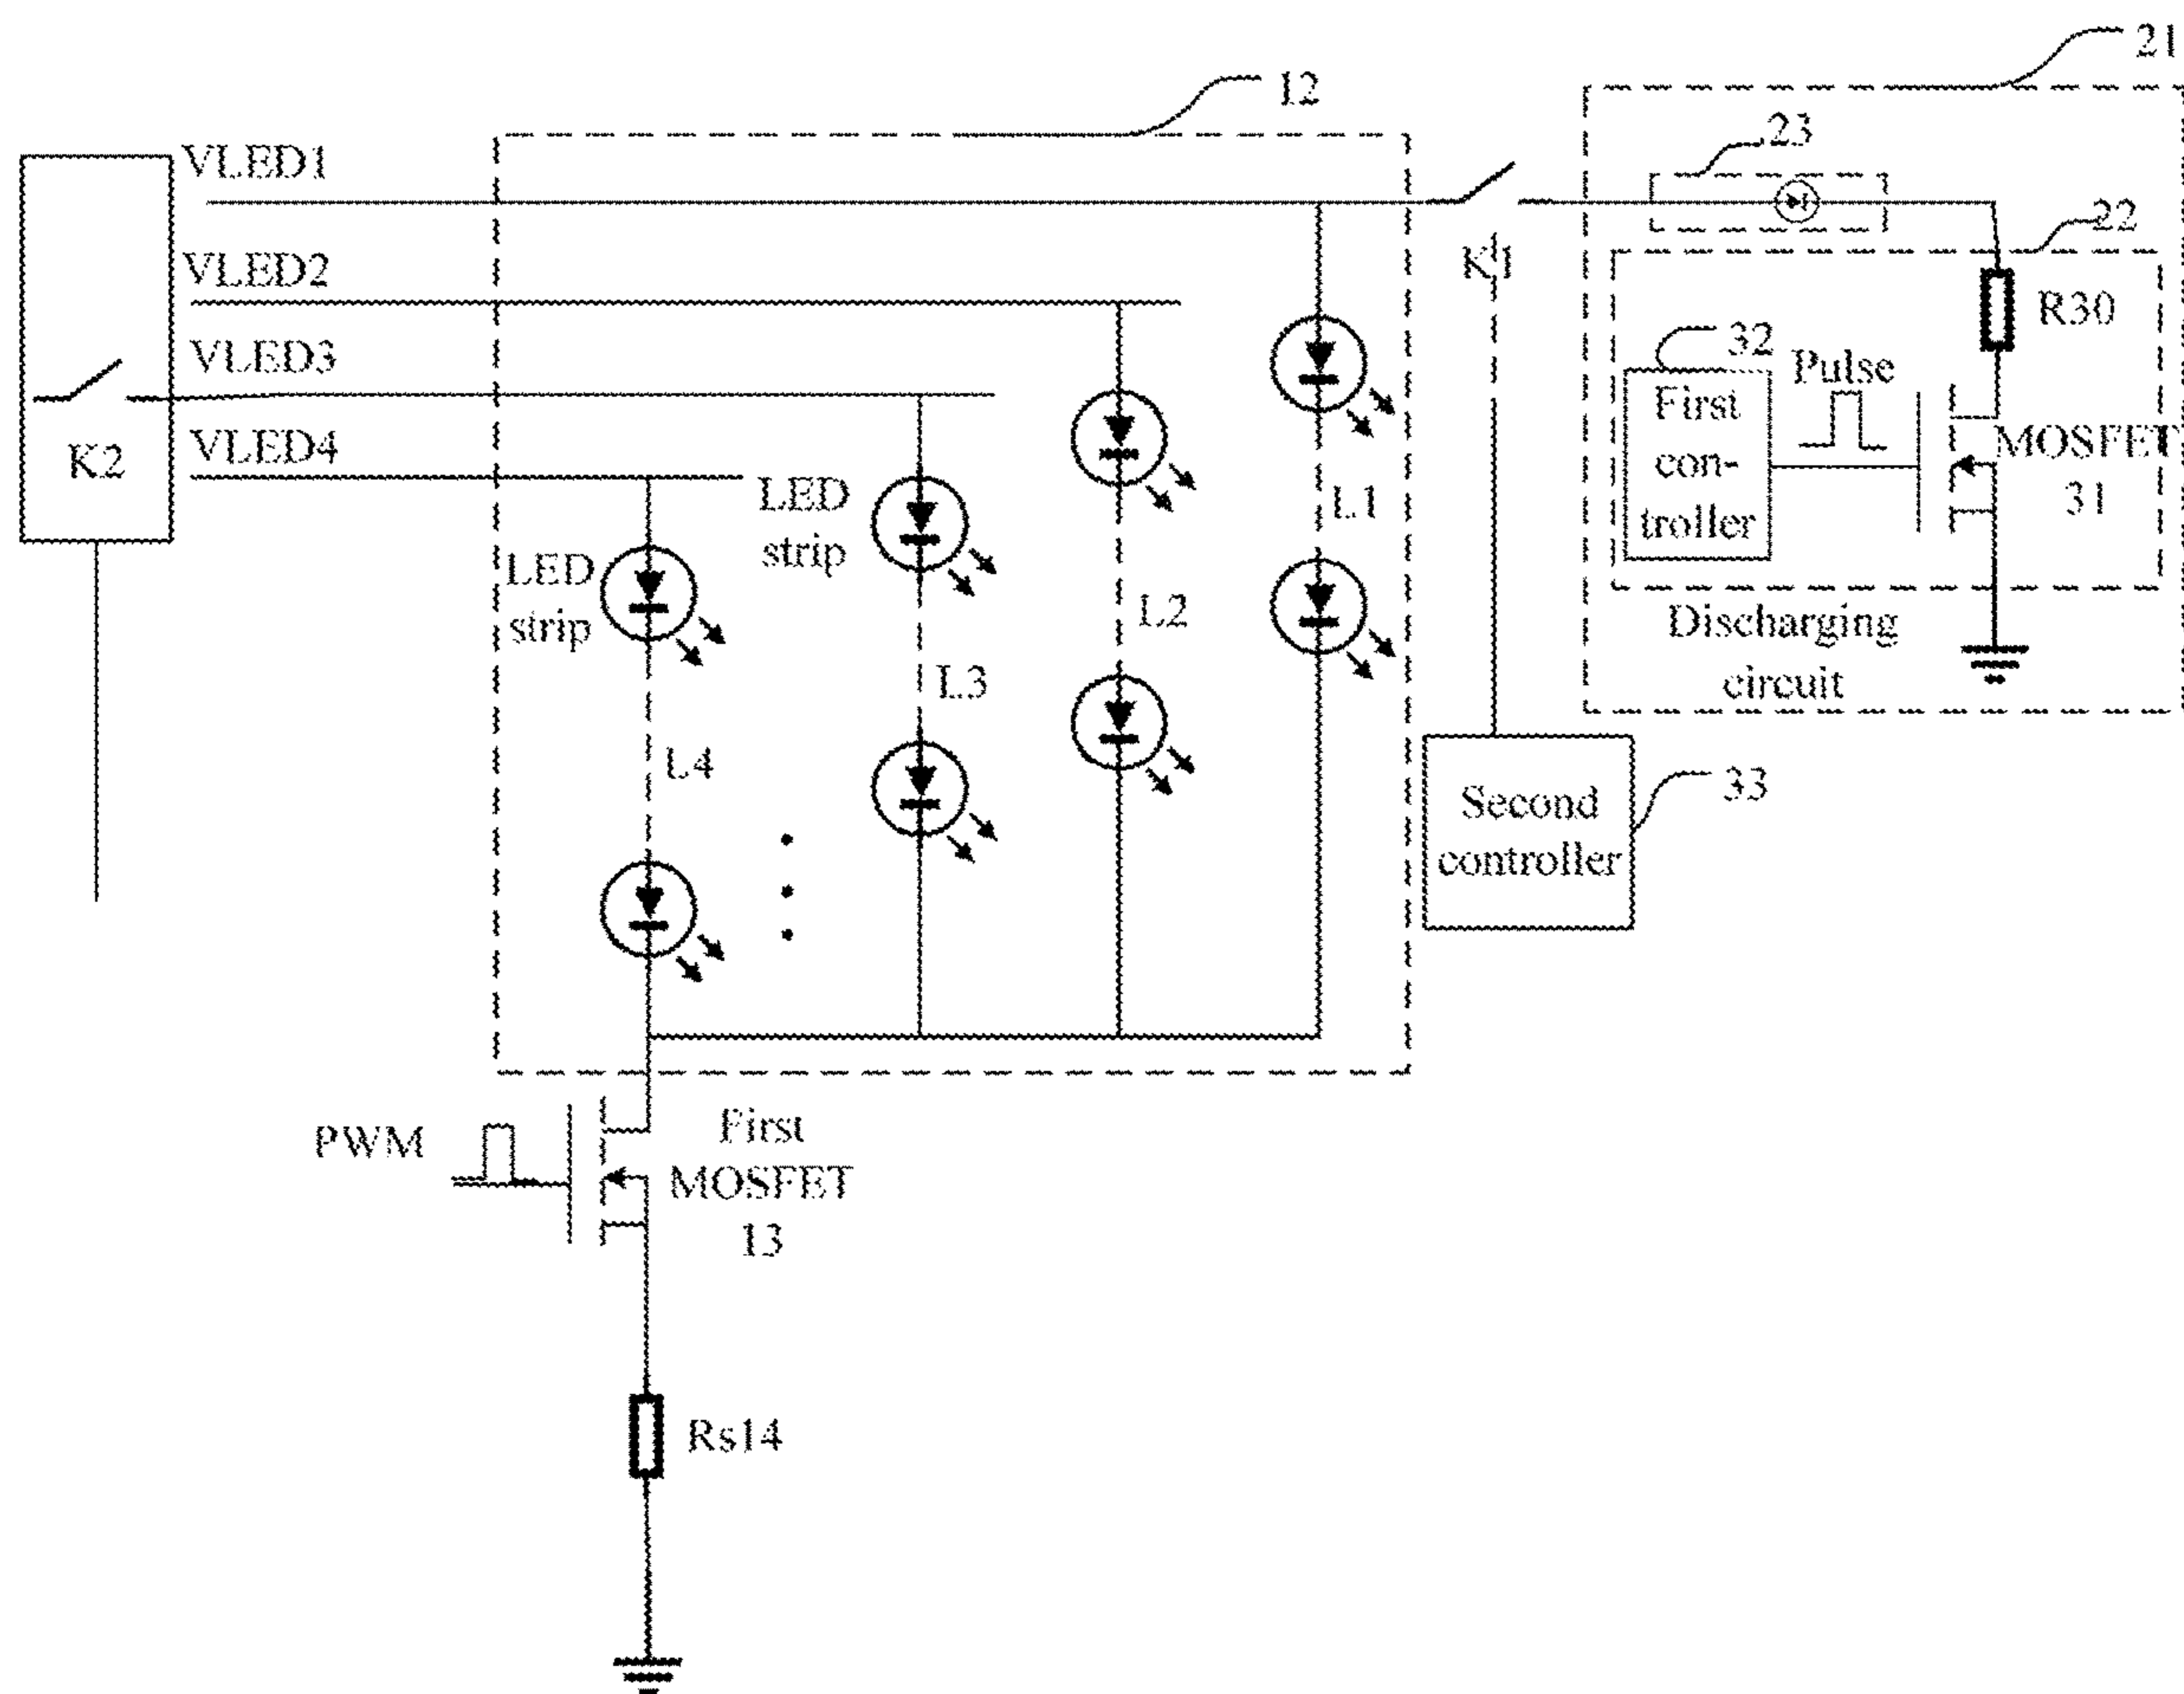 21
12
23
VLED1
22
VLED2
K1
R30
32
VLED3
Pulse
First
con-
troller
MOSFET
31
K2
VLED4
LED
strip
L1
LED
strip
L2
Discharging
circuit
L3
L4
33
Second
controller
PWM
First
MOSFET
13
Rs14